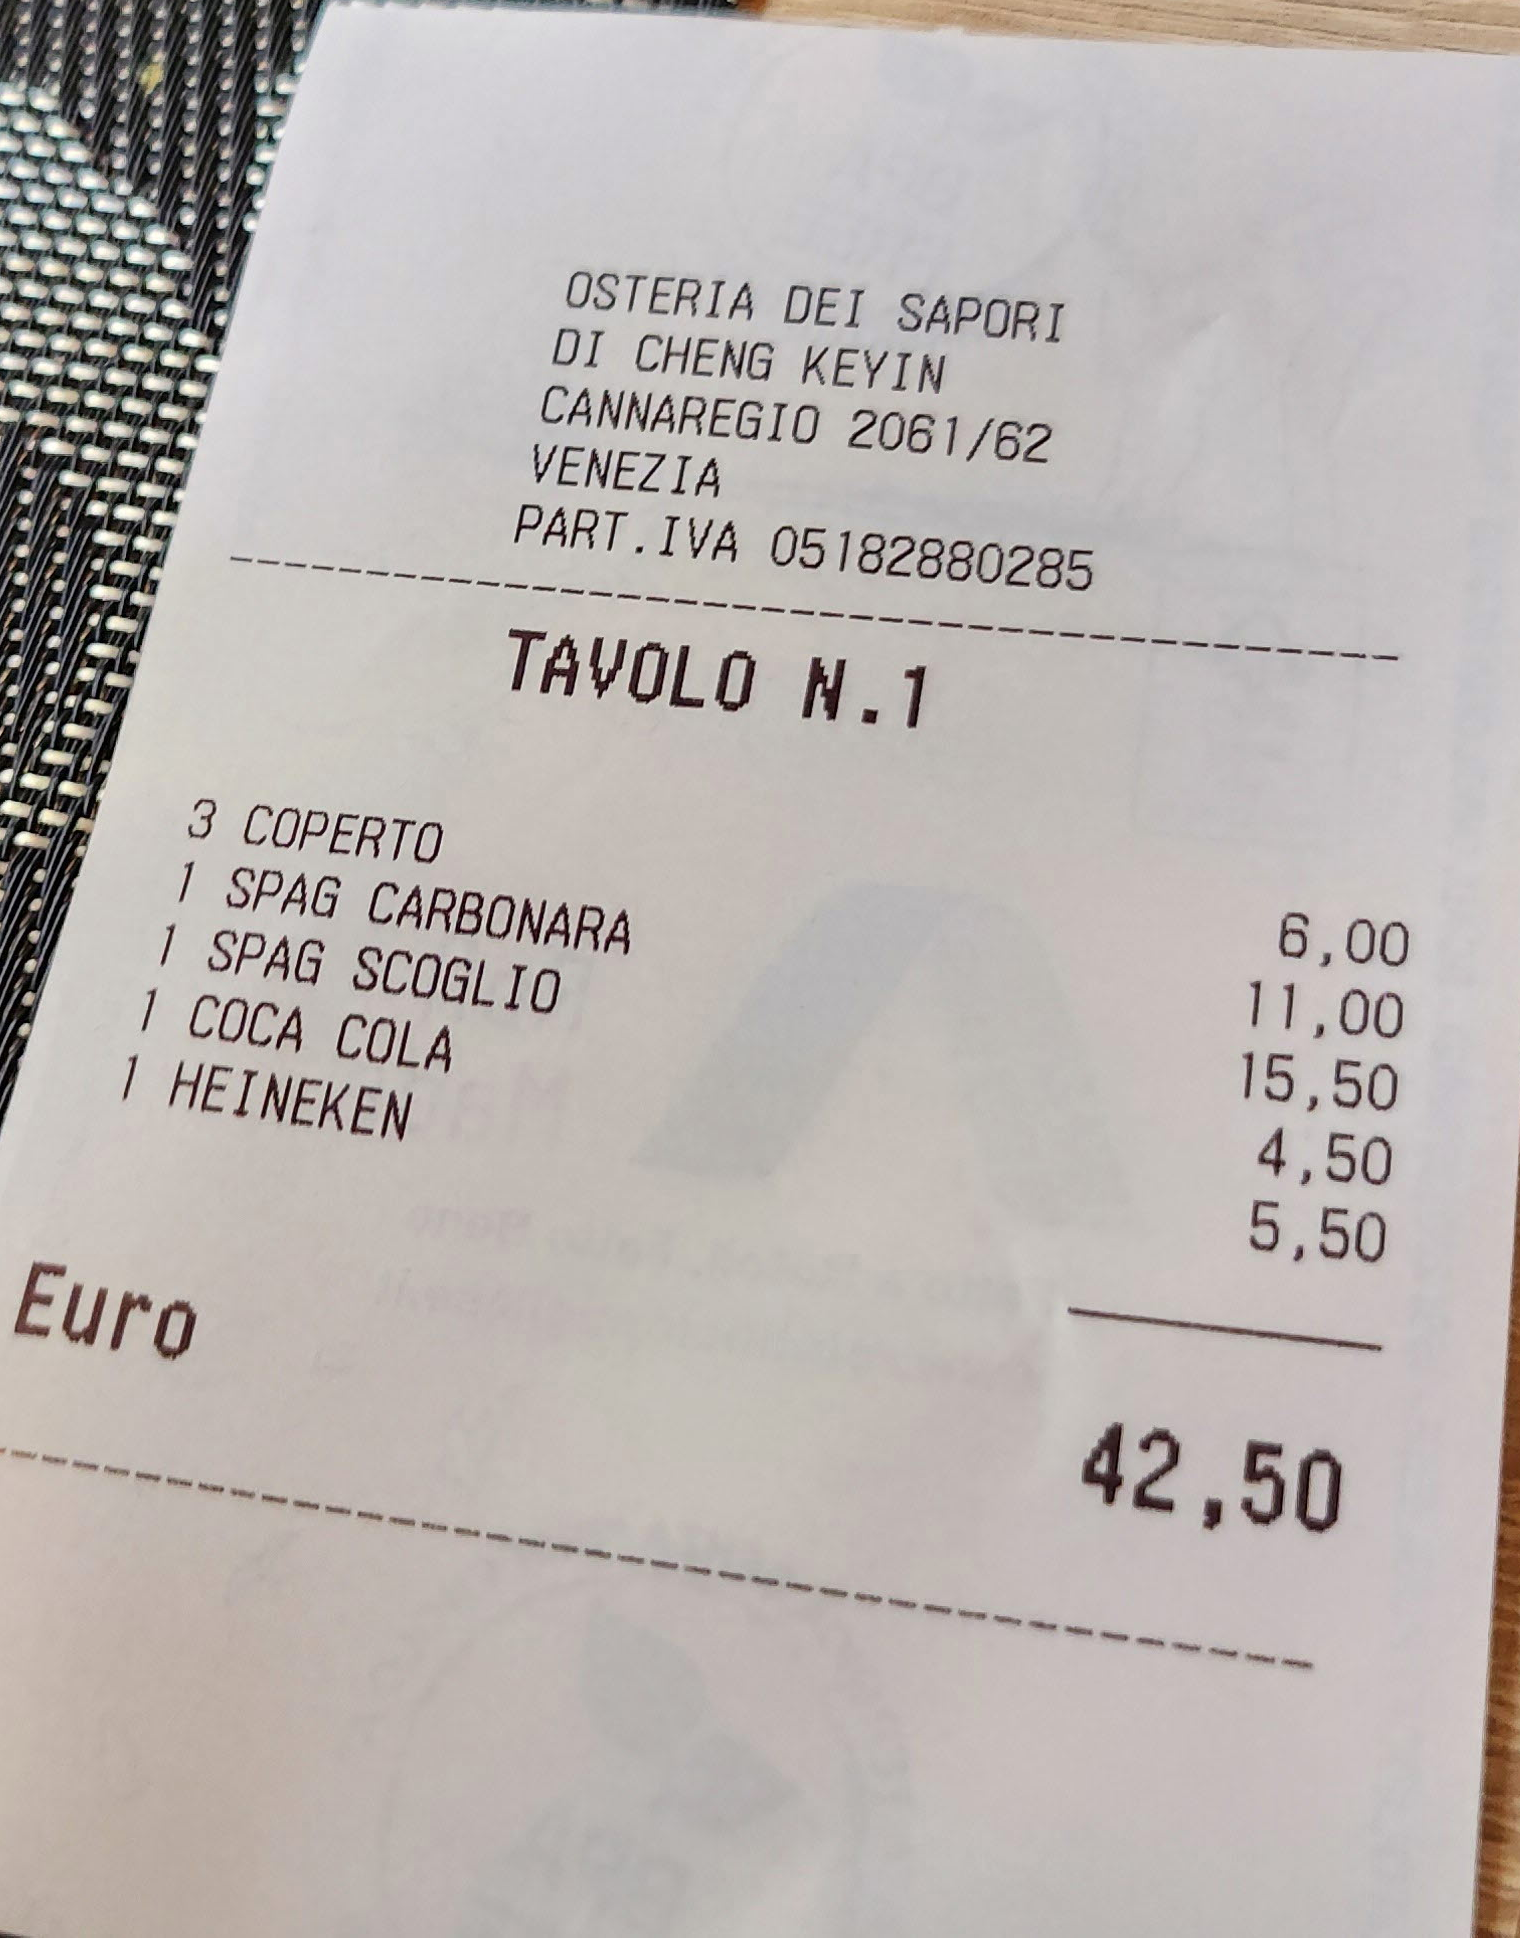 OSTERIA DEI SAPORI
DI CHENG KEYIN
CANNAREGIO 2061/62
VENEZIA
PART.IVA 05182880285
TAVOLO N.1
3 COPERTO 6,00
1 SPAG CARBONARA 11,00
1 SPAG SCOGLIO 15,50
1 COCA COLA 4,50
1 HEINEKEN 5,50
Euro 42,50